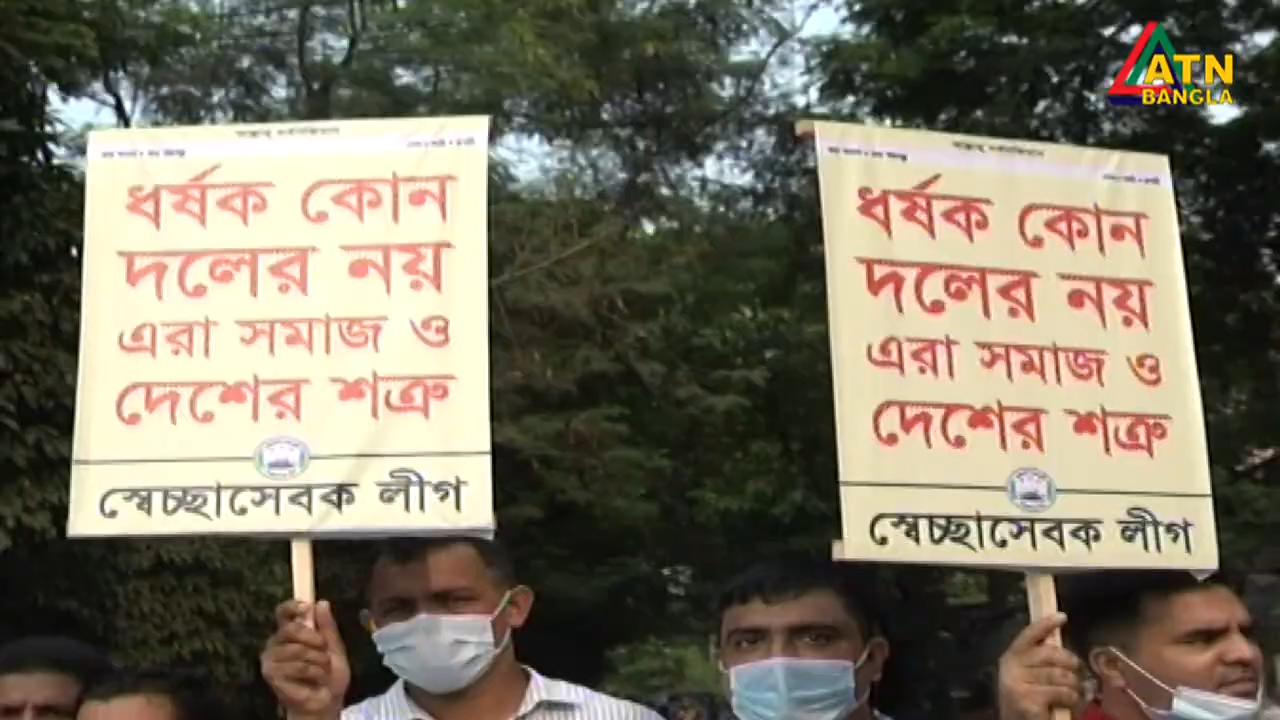 ATN
BANGLA
ধর্ষক কোন
দলের নয়
এরা সমাজ ও
দেশের শত্রু
স্বেচ্ছাসেবক লীগ
ধর্ষক কোন
দলের নয়
এরা সমাজ ও
দেশের শত্রু
স্বেচ্ছাসেবক লীগ